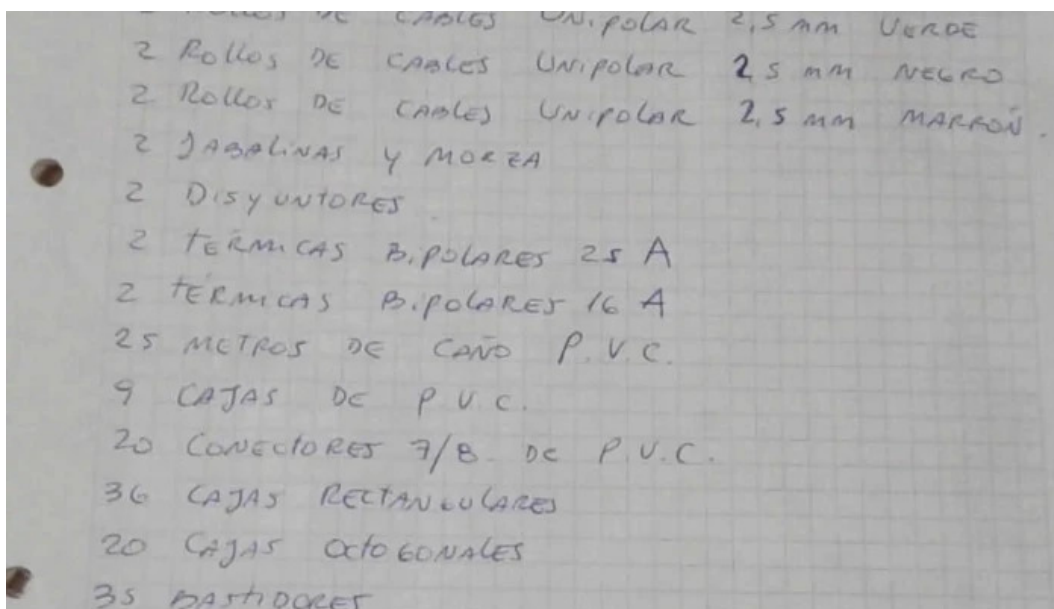 2 Rollos DE CABLES UNIPOLAR 2,5 mm VERDE
2 Rollos DE CABLES UNIPOLAR 2,5 mm NEGRO
2 Rollos DE CABLES UNIPOLAR 2,5 mm MARRÓN.
2 JABALINAS Y MORZA
2 DISYUNTORES
2 TÉRMICAS BIPOLARES 25 A
2 TÉRMICAS BIPOLARES 16 A
25 METROS DE CAÑO P.V.C.
9 CAJAS DE P.V.C.
20 CONECTORES 7/8 DE P.V.C.
36 CAJAS RECTANGULARES
20 CAJAS OCTOGONALES
35 BASTIDORES